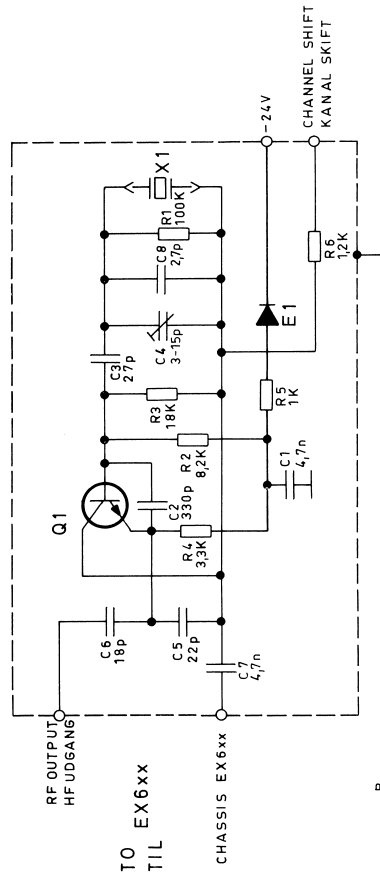 RF OUTPUT
HF UDGANG
TO EX6xx
TIL
CHASSIS EX6xx
C6
18p
C5
22p
C7
4,7n
Q1
C2
330p
R4
3,3K
R2
8,2K
R3
18K
C3
27p
C4
3-15p
C8
2,7p
R1
100K
X1
C1
4,7n
R5
1K
E1
R6
1,2K
-24V
CHANNEL SHIFT
KANAL SKIFT